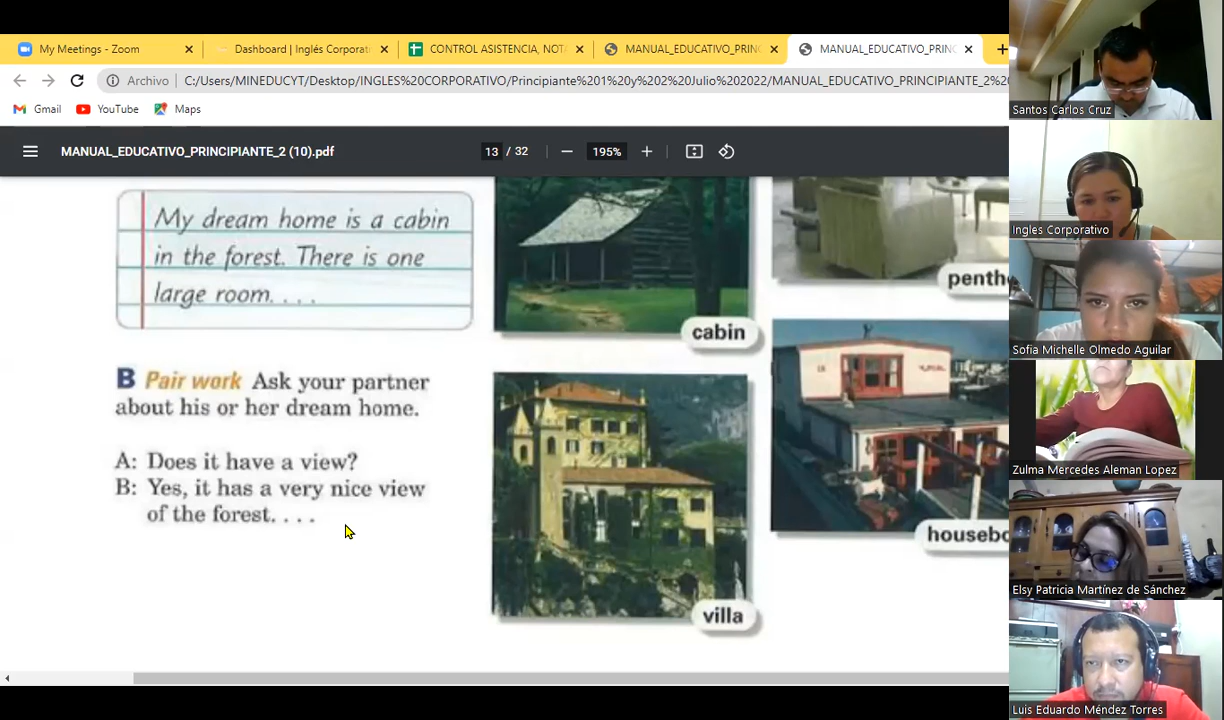 My Meetings - Zoom
Dashboard | Inglés Corporat
CONTROL ASISTENCIA, NOT
MANUAL_EDUCATIVO_PRINC
MANUAL_EDUCATIVO_PRINC
Archivo
C:/Users/MINEDUCYT/Desktop/INGLES%20CORPORATIVO/Principiante%201%20y%202%20Julio%202022/MANUAL_EDUCATIVO_PRINCIPIANTE_2%
Gmail
YouTube
Maps
MANUAL_EDUCATIVO_PRINCIPIANTE_2 (10).pdf
13 / 32
195%
My dream home is a cabin
in the forest. There is one
large room. . . .
cabin
penth
B Pair work Ask your partner
about his or her dream home.
A: Does it have a view?
B: Yes, it has a very nice view
of the forest. . . .
villa
housebo
Santos Carlos Cruz
Ingles Corporativo
Sofia Michelle Olmedo Aguilar
Zulma Mercedes Aleman Lopez
Elsy Patricia Martínez de Sánchez
Luis Eduardo Méndez Torres